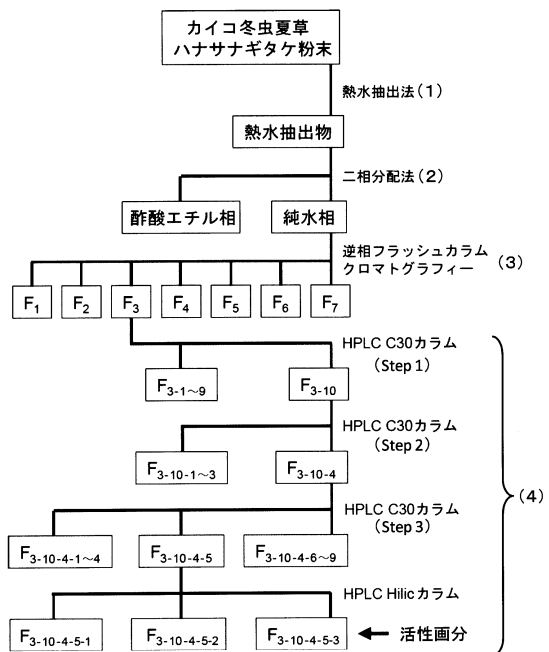 カイコ冬虫夏草
ハナサナギタケ粉末
熱水抽出法(1)
熱水抽出物
二相分配法(2)
酢酸エチル相
純水相
逆相フラッシュカラム
クロマトグラフィー (3)
F1
F2
F3
F4
F5
F6
F7
HPLC C30カラム
(Step 1)
F3-1～9
F3-10
HPLC C30カラム
(Step 2)
F3-10-1～3
F3-10-4
(4)
HPLC C30カラム
(Step 3)
F3-10-4-1～4
F3-10-4-5
F3-10-4-6～9
HPLC Hilicカラム
F3-10-4-5-1
F3-10-4-5-2
F3-10-4-5-3
活性画分